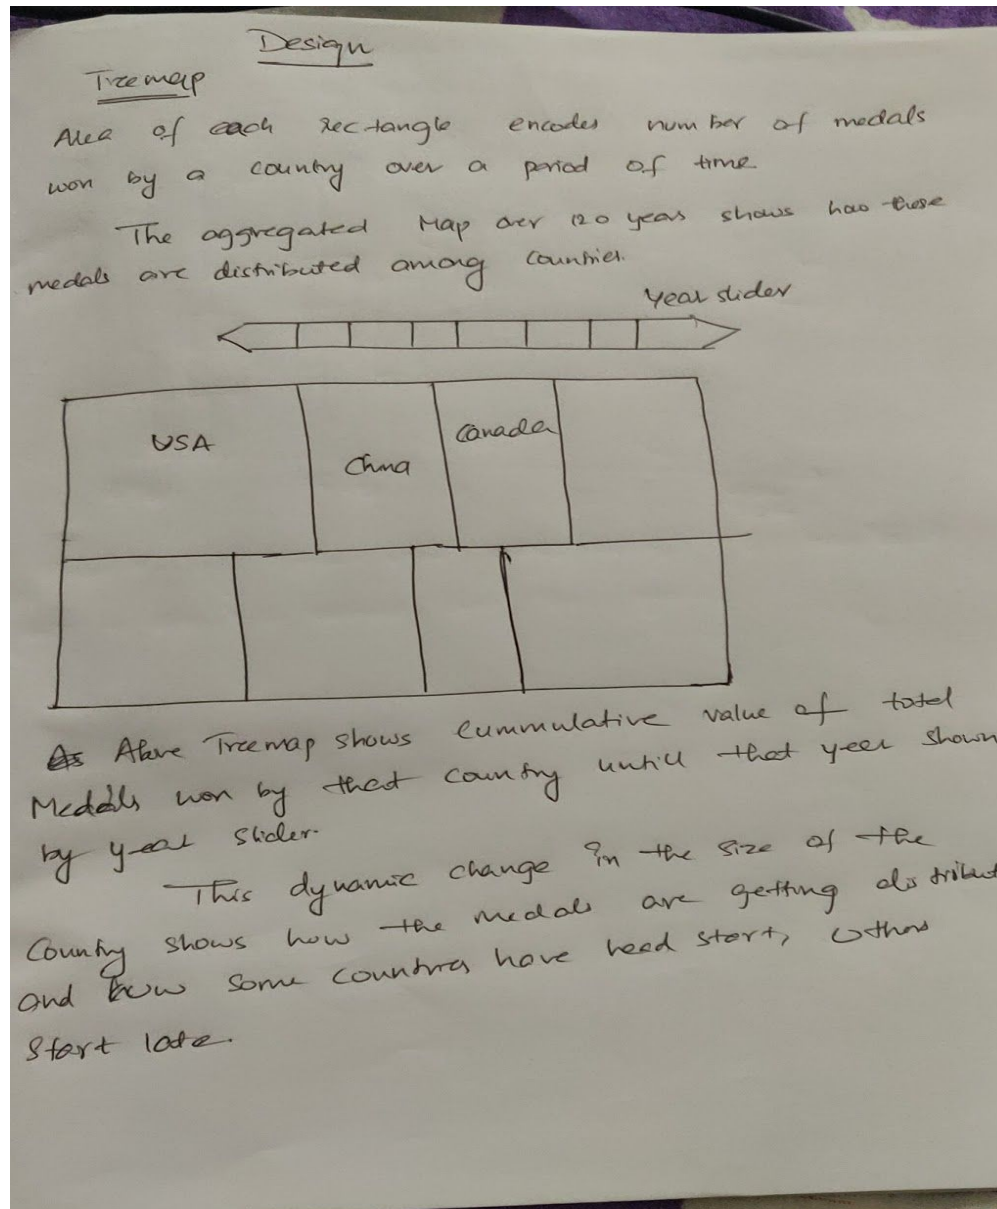 Design
Treemap
Area of each rectangle encodes number of medals
won by a country over a period of time
The aggregated Map over 120 years shows how these
medals are distributed among Countries.
Year slider
USA
China
Canada
As Above Treemap shows Cummulative value of total
Medals won by that Country untill that year shown
by year slider.
This dynamic change in the size of the
Country shows how the medals are getting distribut
and how some countries have head start, others
start late.